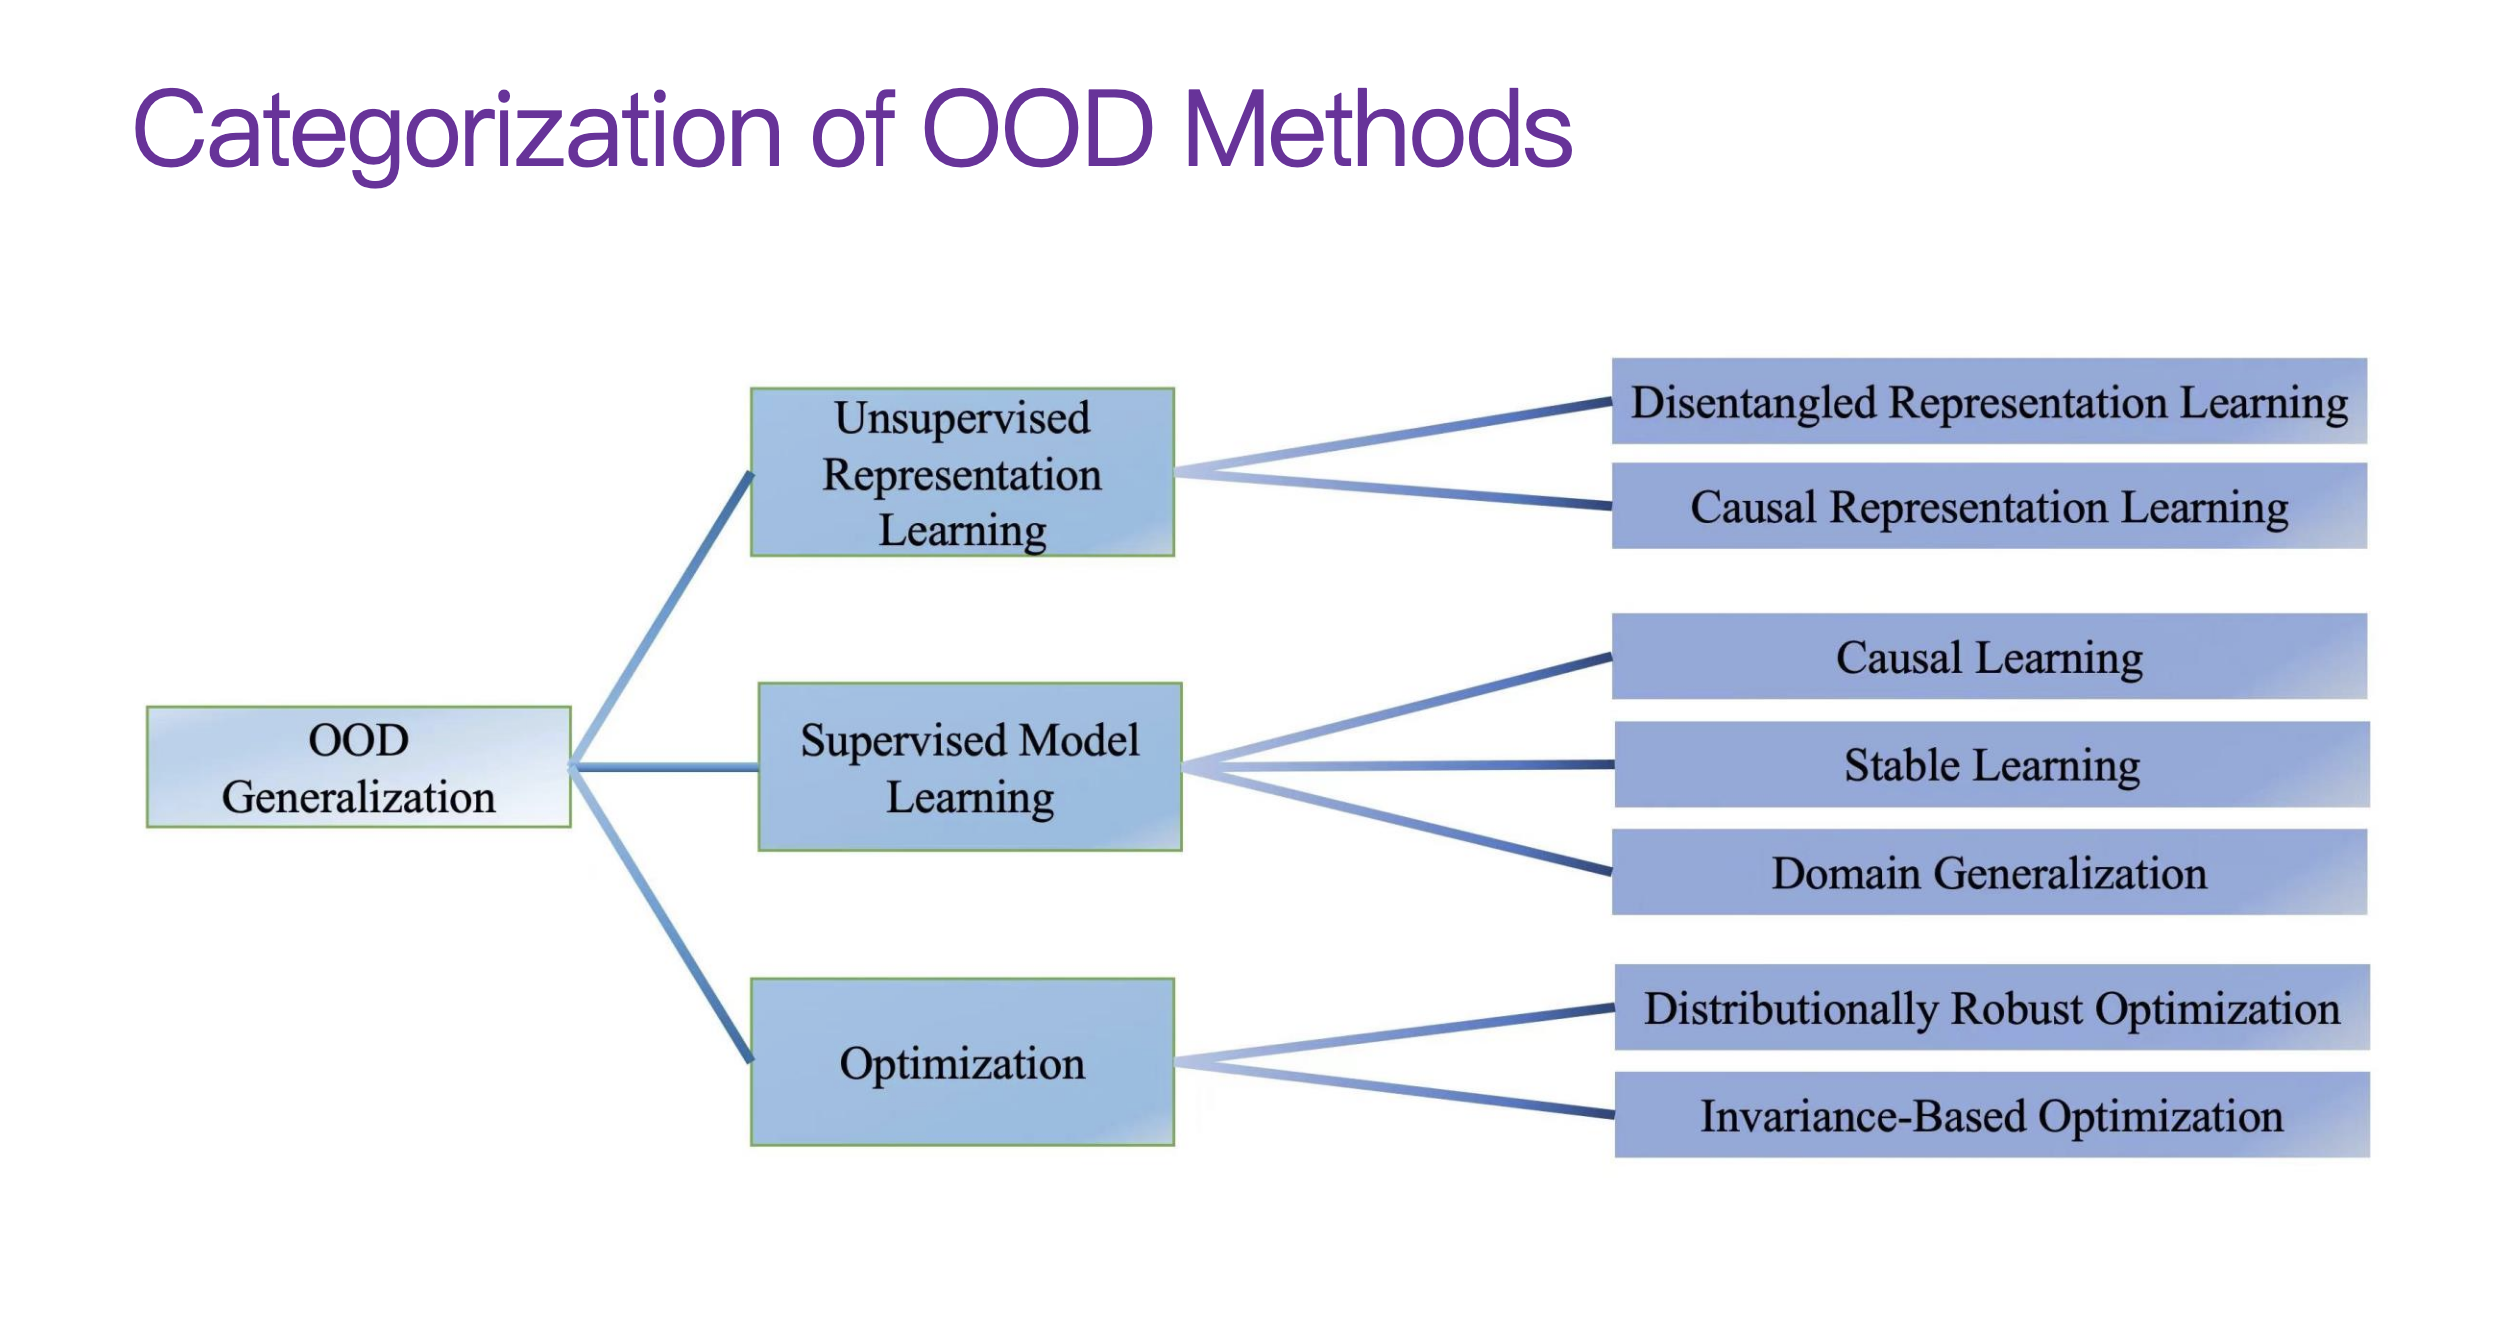 Categorization of OOD Methods
Unsupervised
Representation
Learning
Disentangled Representation Learning
Causal Representation Learning
OOD
Generalization
Supervised Model
Learning
Causal Learning
Stable Learning
Domain Generalization
Optimization
Distributionally Robust Optimization
Invariance-Based Optimization